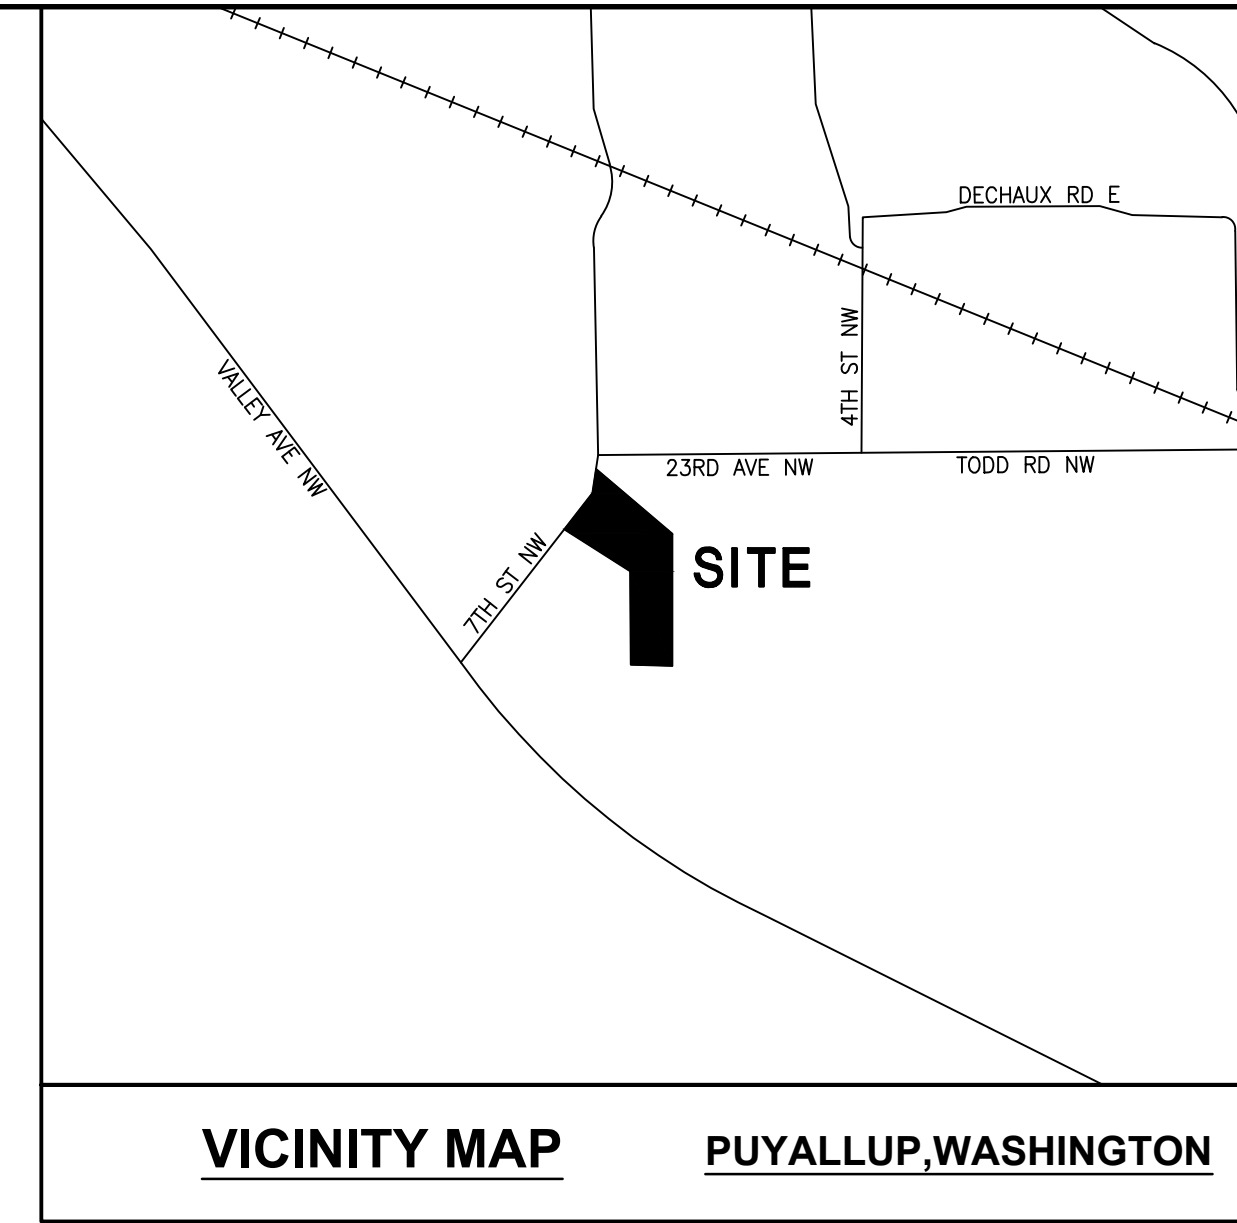 DECHAUX RD E
4TH ST NW
VALLEY AVE NW
23RD AVE NW
TODD RD NW
7TH ST NW
SITE
VICINITY MAP
PUYALLUP,WASHINGTON